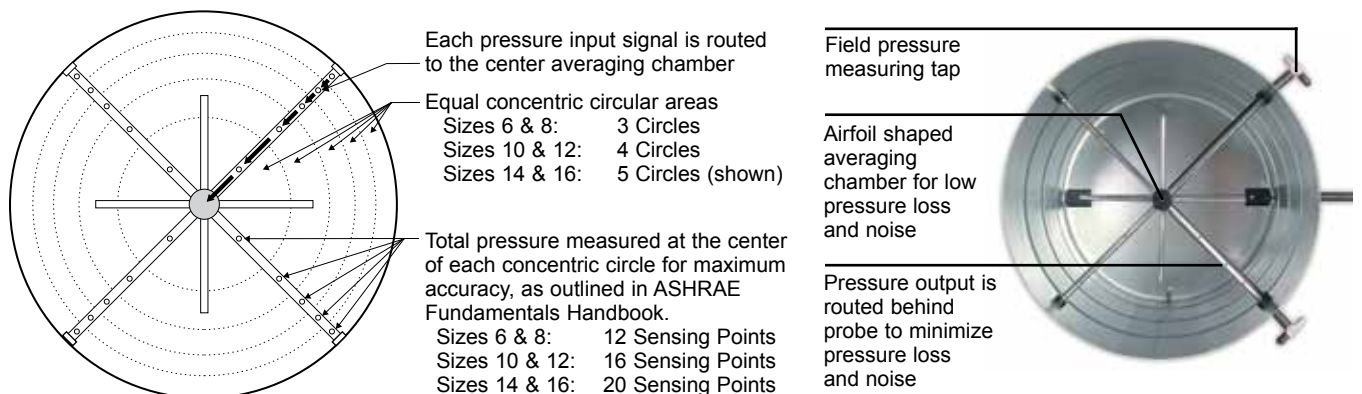 Each pressure input signal is routed
to the center averaging chamber
Equal concentric circular areas
Sizes 6 & 8: 3 Circles
Sizes 10 & 12: 4 Circles
Sizes 14 & 16: 5 Circles (shown)
Total pressure measured at the center
of each concentric circle for maximum
accuracy, as outlined in ASHRAE
Fundamentals Handbook.
Sizes 6 & 8: 12 Sensing Points
Sizes 10 & 12: 16 Sensing Points
Sizes 14 & 16: 20 Sensing Points
Field pressure
measuring tap
Airfoil shaped
averaging
chamber for low
pressure loss
and noise
Pressure output is
routed behind
probe to minimize
pressure loss
and noise